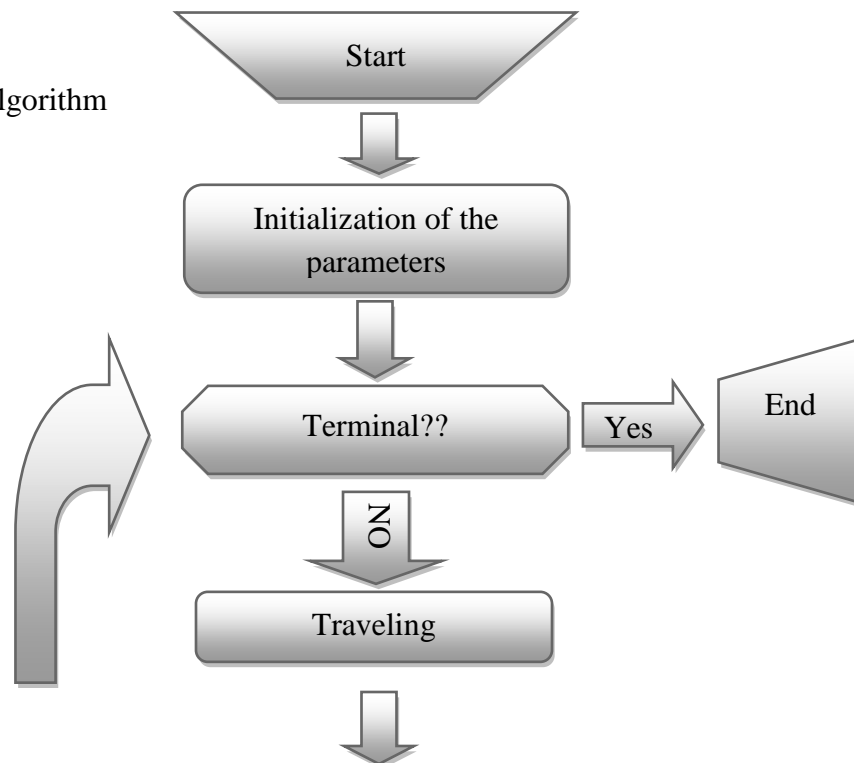 Start
lgorithm
Initialization of the
parameters
Terminal??
Yes
End
NO
Traveling